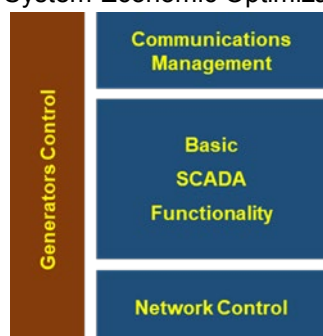 System Economic
Communications
Management
Generators Control
Basic
SCADA
Functionality
Network Control